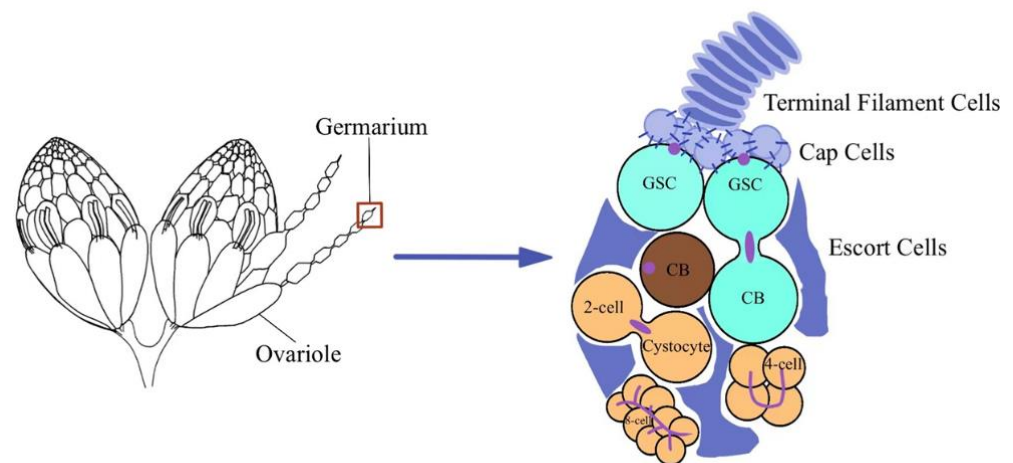 Germarium
Ovariole
Terminal Filament Cells
Cap Cells
GSC
GSC
Escort Cells
CB
CB
2-cell
Cystocyte
4-cell
8-cell